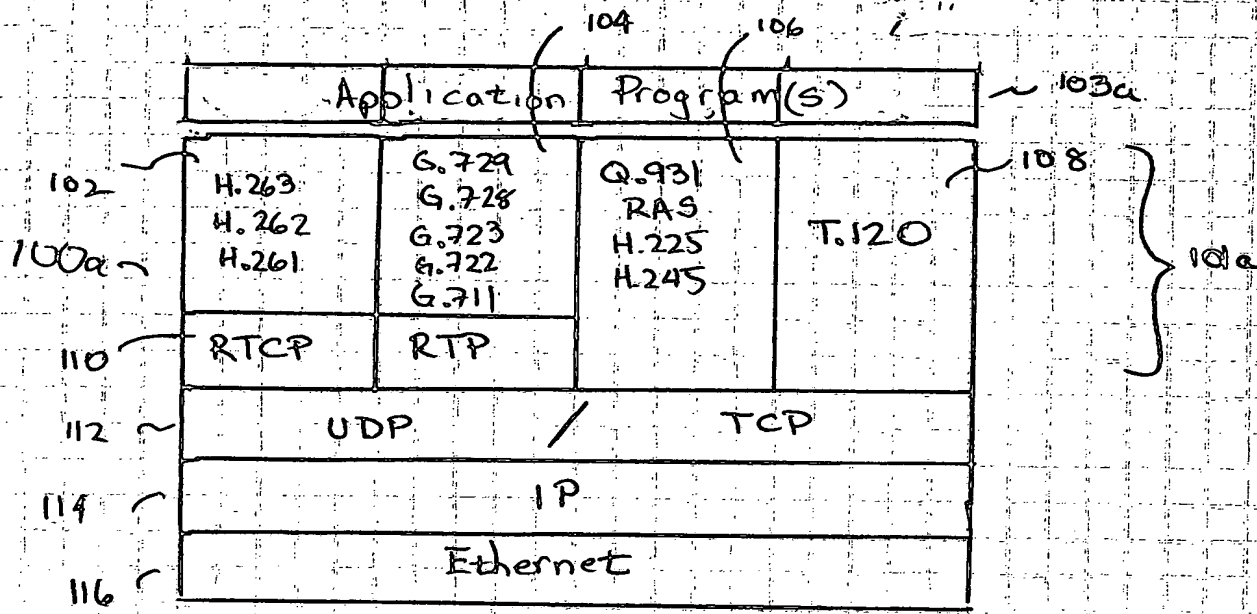 104
106
Application Program(s)
103a
102
H.263
H.262
H.261
G.729
G.728
G.723
G.722
G.711
Q.931
RAS
H.225
H.245
T.120
108
100a
101a
110
RTCP
RTP
112
UDP / TCP
114
IP
116
Ethernet